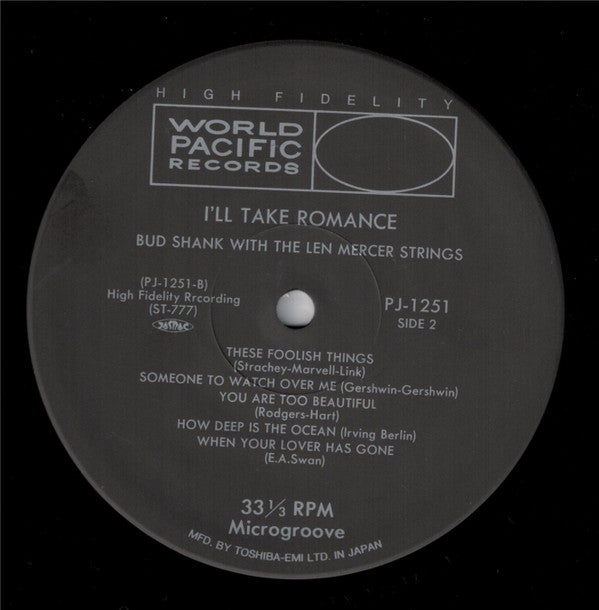 HIGH FIDELITY
WORLD
PACIFIC
RECORDS
I'LL TAKE ROMANCE
BUD SHANK WITH THE LEN MERCER STRINGS
(PJ-1251-B)
High Fidelity Rrcording
(ST-777)
PJ-1251
SIDE 2
THESE FOOLISH THINGS
(Strachey-Marvell-Link)
SOMEONE TO WATCH OVER ME (Gershwin-Gershwin)
YOU ARE TOO BEAUTIFUL
(Rodgers-Hart)
HOW DEEP IS THE OCEAN (Irving Berlin)
WHEN YOUR LOVER HAS GONE
(E.A.Swan)
33 1/3 RPM
Microgroove
MFD. BY TOSHIBA-EMI LTD. IN JAPAN